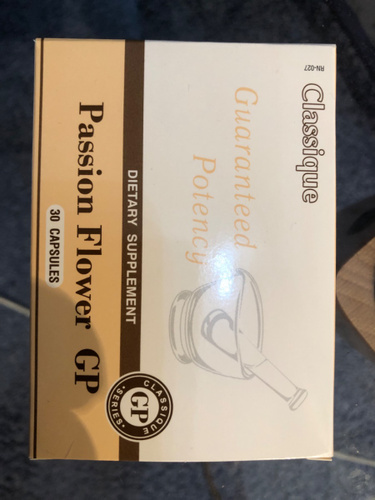 RN-027
Classique
Guaranteed
Potency
DIETARY SUPPLEMENT
CLASSIQUE
GP
SERIES
Passion Flower GP
30 CAPSULES